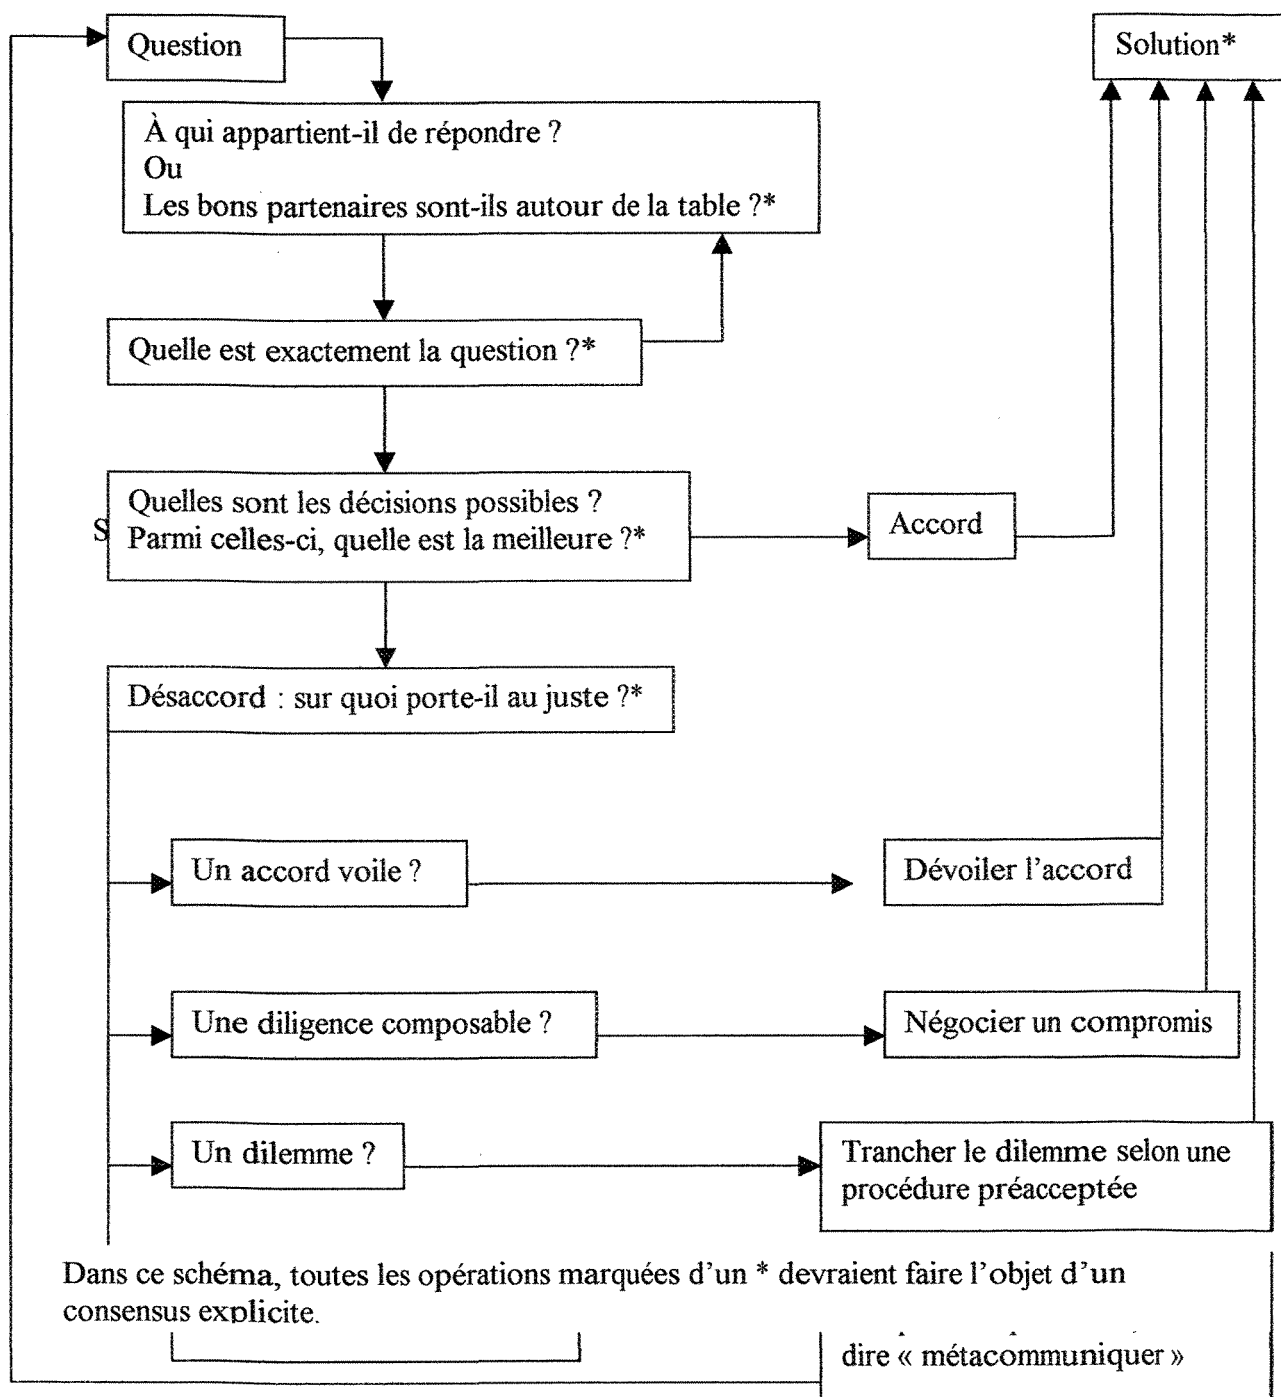 Question
Solution*
À qui appartient-il de répondre ?
Ou
Les bons partenaires sont-ils autour de la table ?*
Quelle est exactement la question ?*
Quelles sont les décisions possibles ?
S
Parmi celles-ci, quelle est la meilleure ?*
Accord
Désaccord : sur quoi porte-il au juste ?*
Un accord voile ?
Dévoiler l’accord
Une diligence composable ?
Négocier un compromis
Un dilemme ?
Trancher le dilemme selon une
procédure préacceptée
Dans ce schéma, toutes les opérations marquées d’un * devraient faire l’objet d’un
consensus explicite.
dire « métacommuniquer »